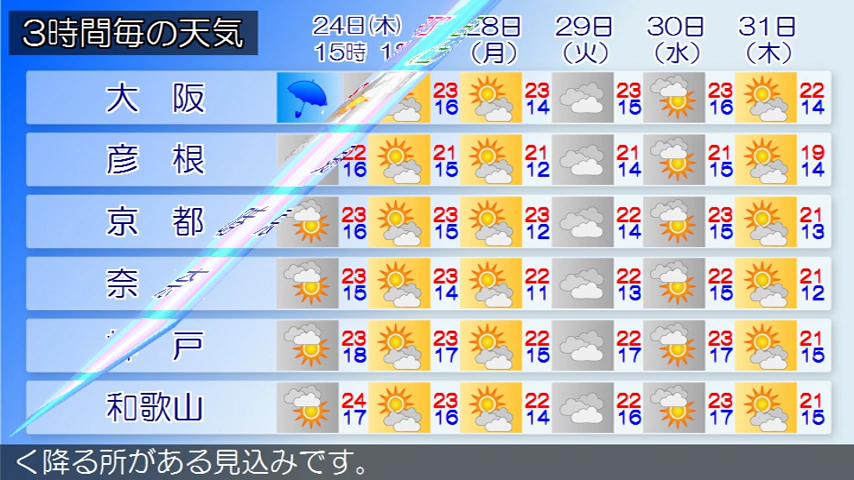 3時間毎の天気
24日(木) 28日 29日 30日 31日
15時 (月) (火) (水) (木)
大阪 23 16 23 14 23 15 23 16 22 14
彦根 22 16 21 15 21 12 21 14 21 15 19 14
京都 23 16 23 15 23 12 22 14 23 15 21 13
奈 23 15 23 14 22 11 22 13 22 15 21 12
戸 23 18 23 17 22 15 22 17 23 17 21 15
和歌山 24 17 23 16 22 14 22 16 23 17 21 15
く降る所がある見込みです。